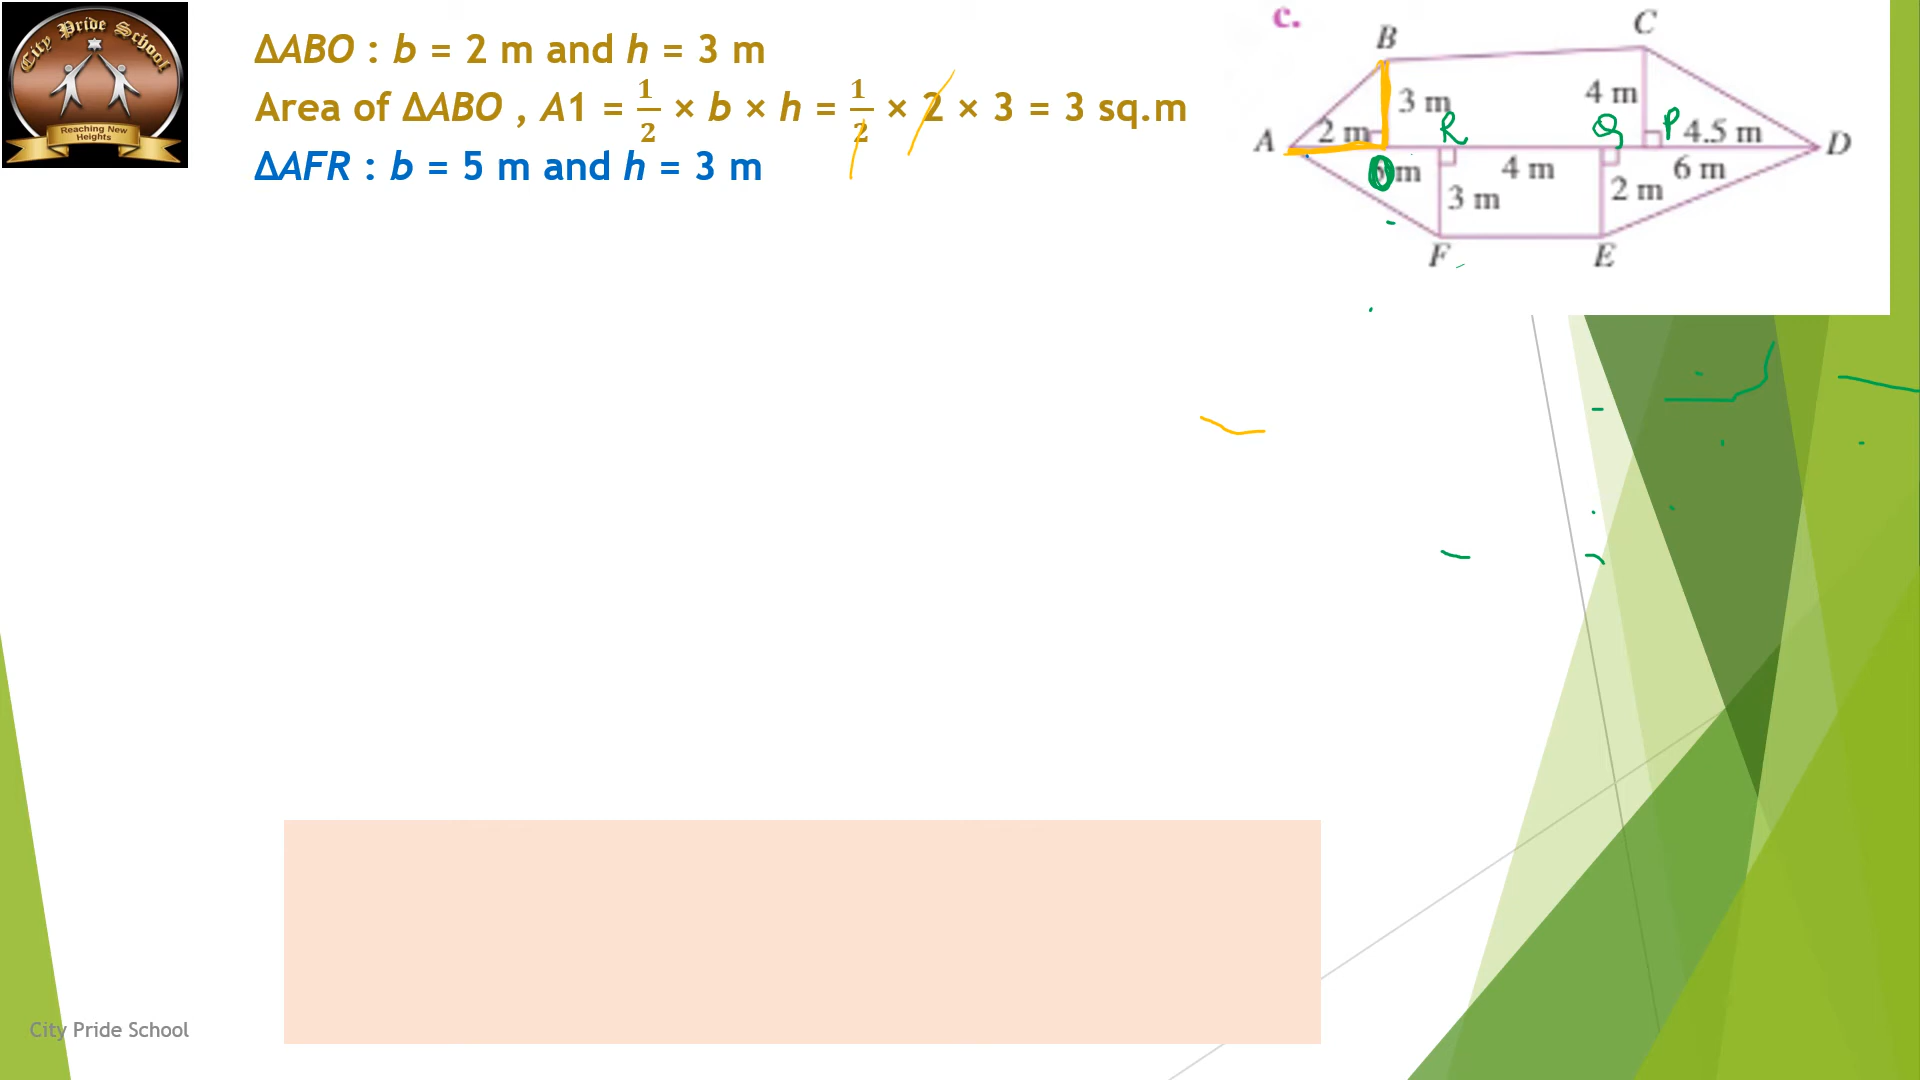 City Pride School
Reaching New
Heights
ΔABO : b = 2 m and h = 3 m
Area of ΔABO , A1 = 1/2 × b × h = 1/2 × 2 × 3 = 3 sq.m
ΔAFR : b = 5 m and h = 3 m
c.
B
C
3 m
4 m
A
2 m
R
Q
P
4.5 m
D
O
m
4 m
6 m
3 m
2 m
F
E
City Pride School